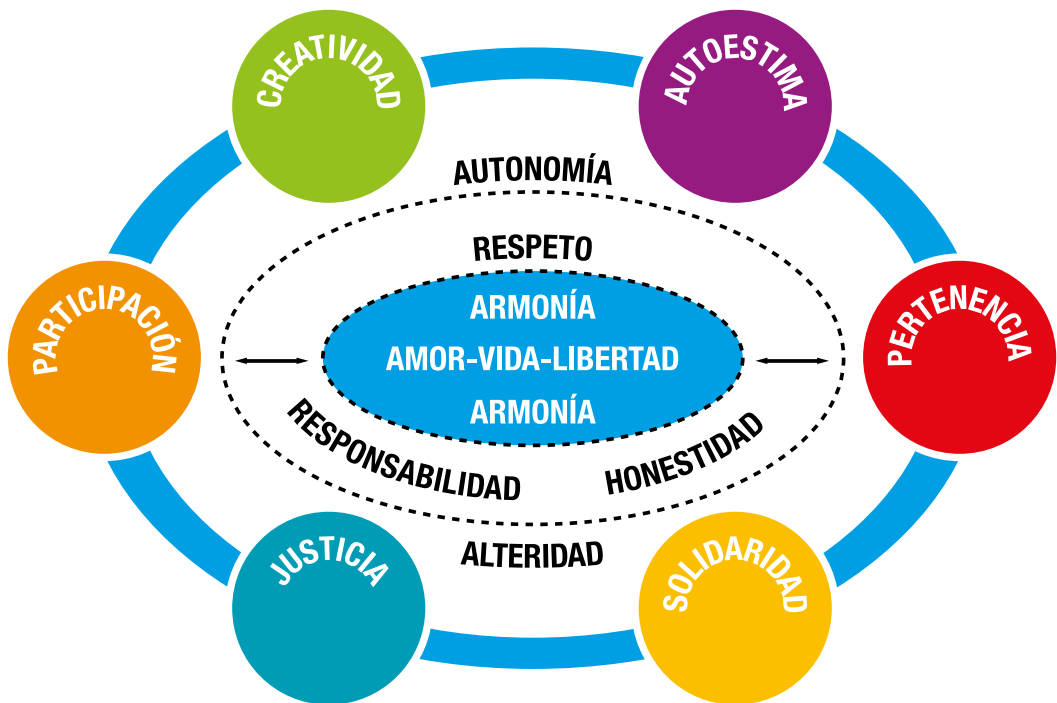 CREATIVIDAD
AUTOESTIMA
AUTONOMÍA
RESPETO
PARTICIPACIÓN
ARMONÍA
AMOR-VIDA-LIBERTAD
ARMONÍA
PERTENENCIA
RESPONSABILIDAD
HONESTIDAD
ALTERIDAD
JUSTICIA
SOLIDARIDAD